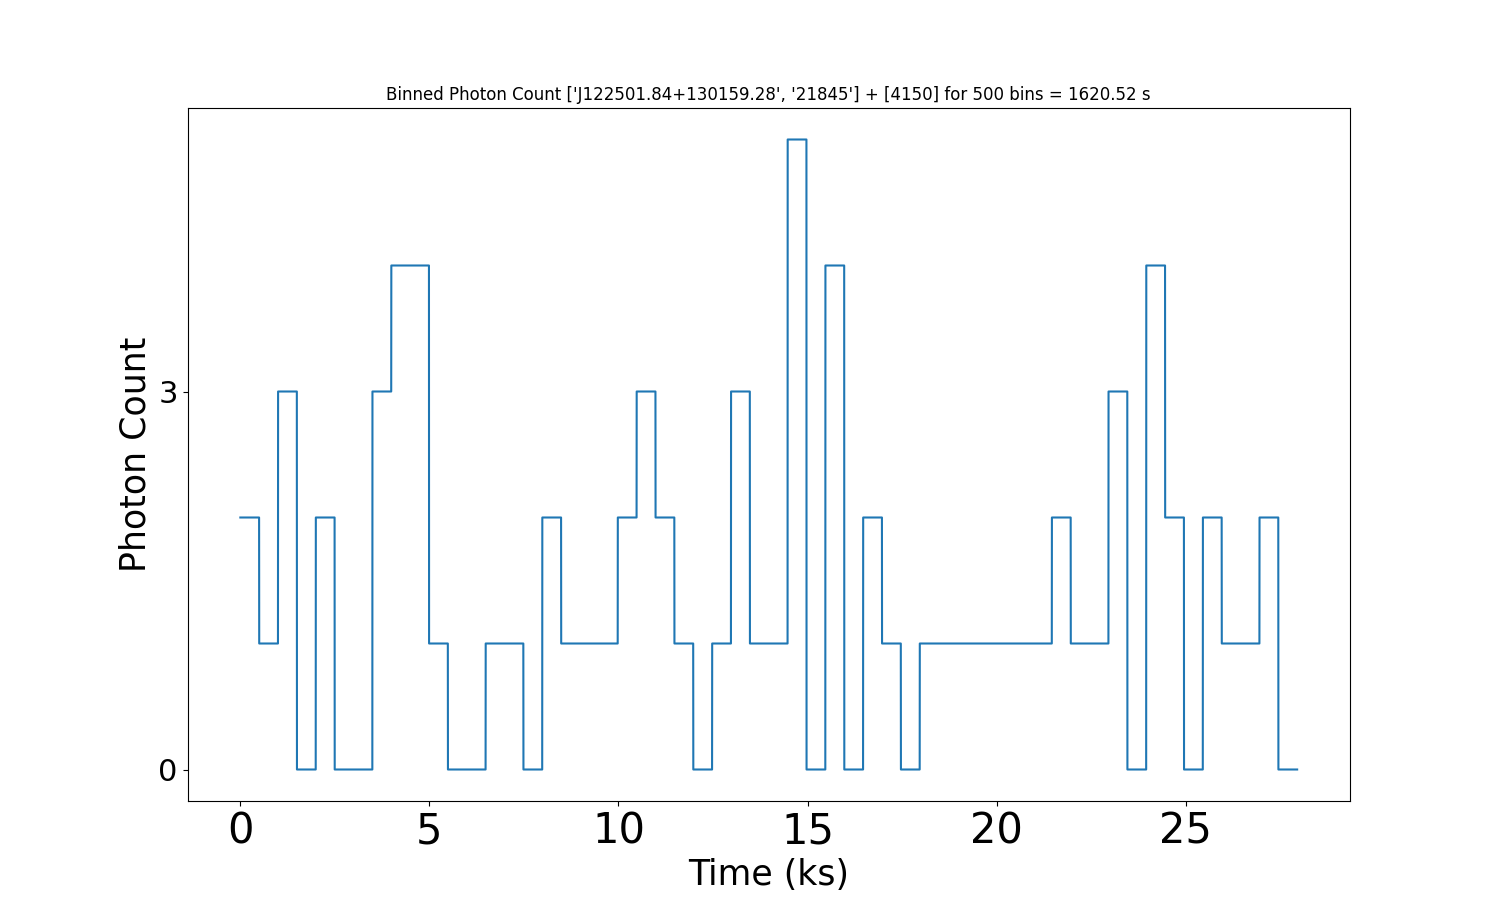 Binned Photon Count ['J122501.84+130159.28', '21845'] + [4150] for 500 bins = 1620.52 s
Photon Count
3
0
0 5 10 15 20 25
Time (ks)